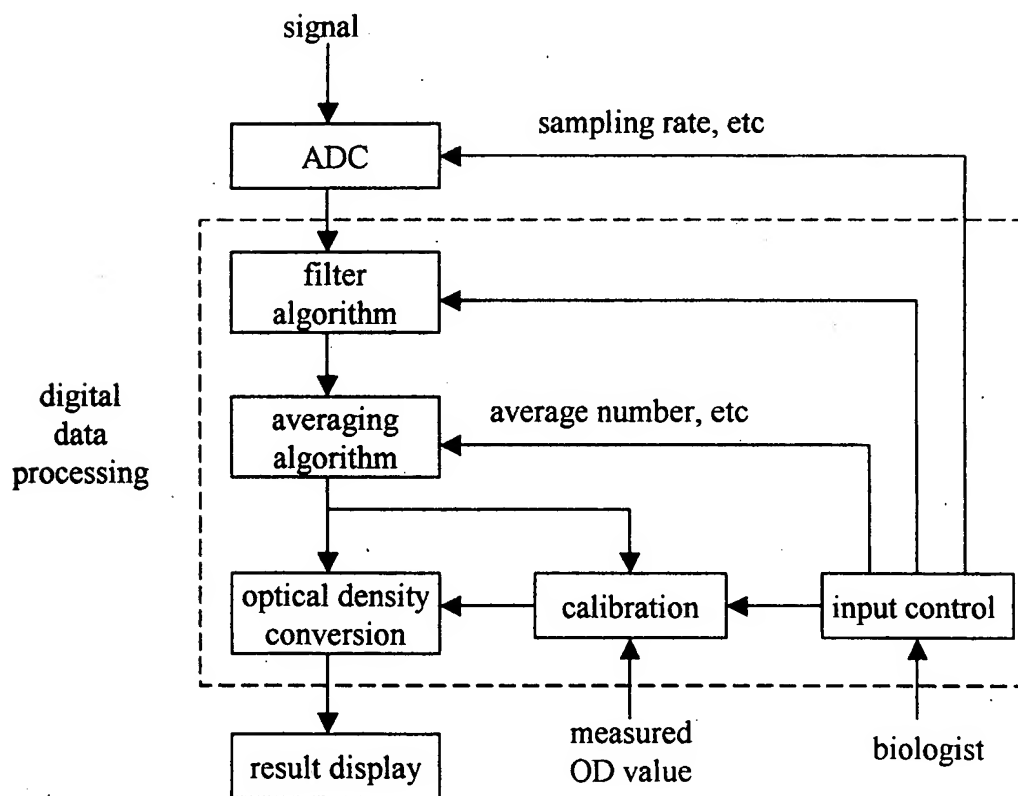 signal
sampling rate, etc
ADC
filter
algorithm
digital
data
processing
averaging
algorithm
average number, etc
optical density
conversion
calibration
input control
measured
OD value
biologist
result display